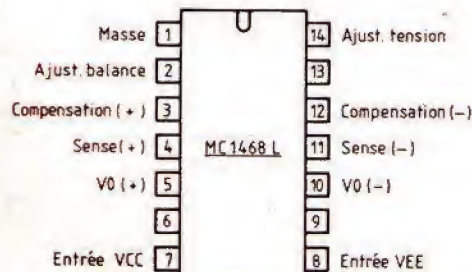 Masse 1
Ajust. balance 2
Compensation (+) 3
Sense(+) 4
V0 (+) 5
6
Entrée VCC 7
MC1468 L
14 Ajust. tension
13
12 Compensation (−)
11 Sense (−)
10 V0 (−)
9
8 Entrée VEE